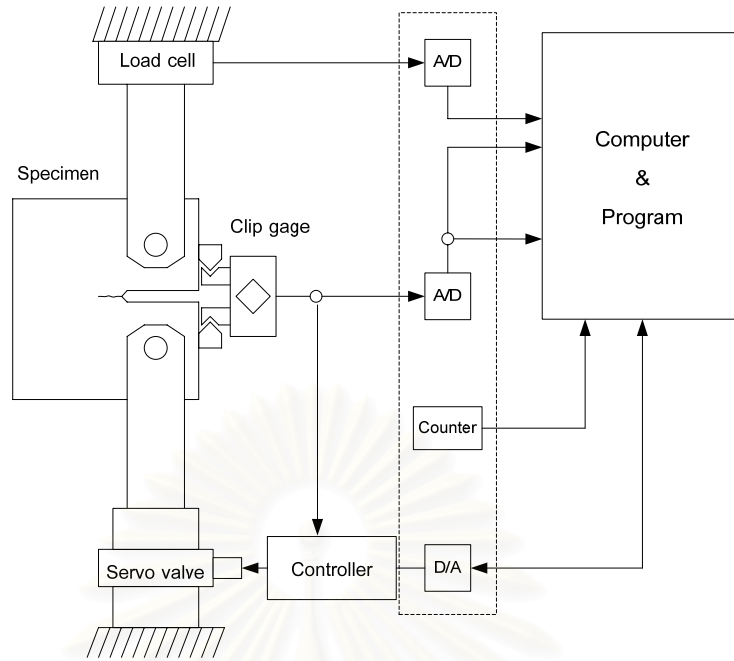 Load cell
A/D
Computer
&
Program
Specimen
Clip gage
A/D
Counter
Servo valve
Controller
D/A